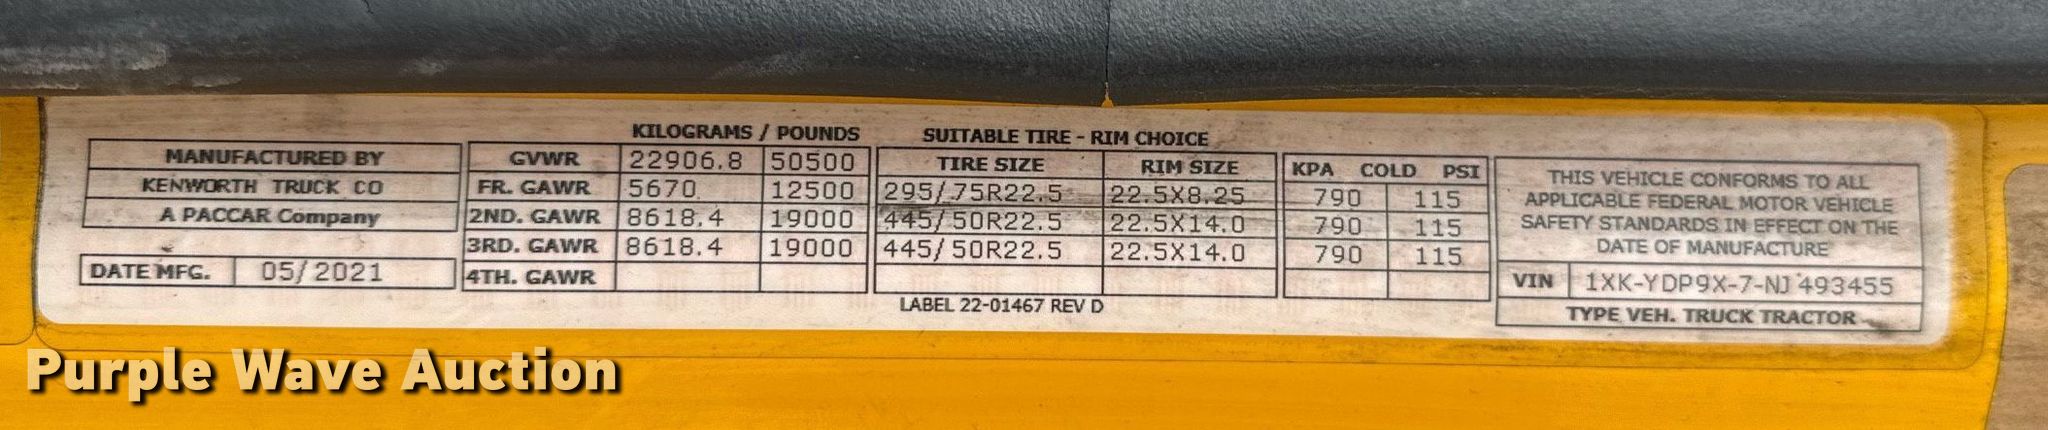 KILOGRAMS / POUNDS SUITABLE TIRE - RIM CHOICE
MANUFACTURED BY GVWR 22906.8 50500 TIRE SIZE RIM SIZE KPA COLD PSI
KENWORTH TRUCK CO FR. GAWR 5670 12500 295/75R22.5 22.5X8.25 790 115
A PACCAR Company 2ND. GAWR 8618.4 19000 445/50R22.5 22.5X14.0 790 115
3RD. GAWR 8618.4 19000 445/50R22.5 22.5X14.0 790 115
DATE MFG. 05/2021 4TH. GAWR
LABEL 22-01467 REV D
THIS VEHICLE CONFORMS TO ALL
APPLICABLE FEDERAL MOTOR VEHICLE
SAFETY STANDARDS IN EFFECT ON THE
DATE OF MANUFACTURE
VIN 1XK-YDP9X-7-NJ 493455
TYPE VEH. TRUCK TRACTOR
Purple Wave Auction